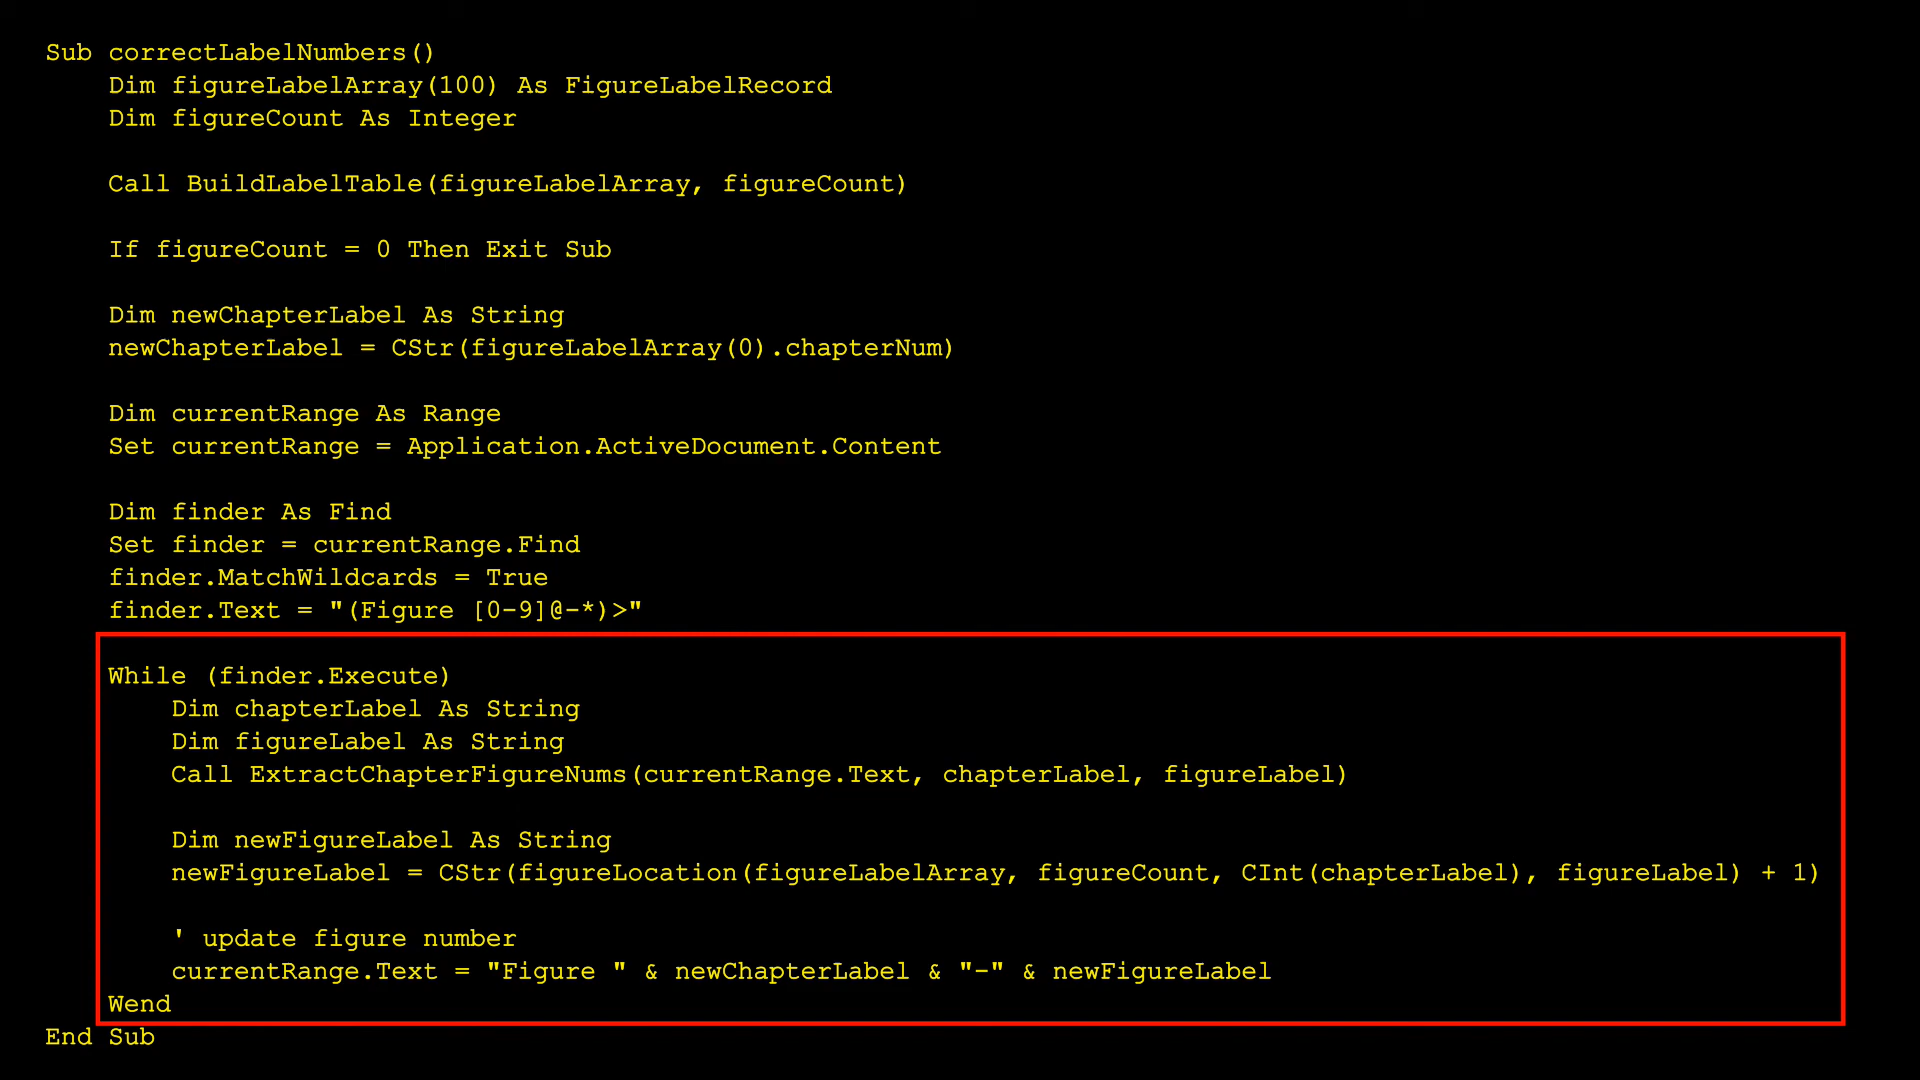 Sub correctLabelNumbers()
    Dim figureLabelArray(100) As FigureLabelRecord
    Dim figureCount As Integer
    Call BuildLabelTable(figureLabelArray, figureCount)
    If figureCount = 0 Then Exit Sub
    Dim newChapterLabel As String
    newChapterLabel = CStr(figureLabelArray(0).chapterNum)
    Dim currentRange As Range
    Set currentRange = Application.ActiveDocument.Content
    Dim finder As Find
    Set finder = currentRange.Find
    finder.MatchWildcards = True
    finder.Text = "(Figure [0-9]@-*)>"
    While (finder.Execute)
        Dim chapterLabel As String
        Dim figureLabel As String
        Call ExtractChapterFigureNums(currentRange.Text, chapterLabel, figureLabel)
        Dim newFigureLabel As String
        newFigureLabel = CStr(figureLocation(figureLabelArray, figureCount, CInt(chapterLabel), figureLabel) + 1)
        ' update figure number
        currentRange.Text = "Figure " & newChapterLabel & "-" & newFigureLabel
    Wend
End Sub